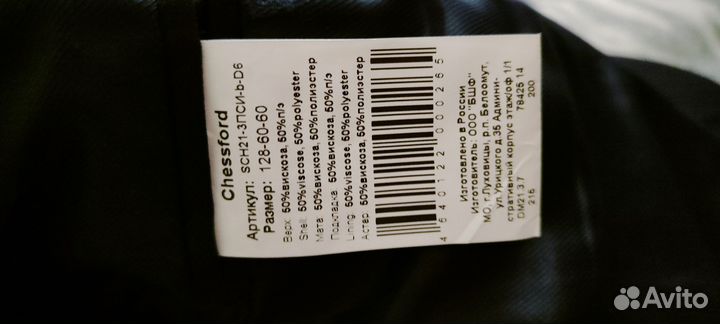 Chessford
Артикул: SCH21-3ПСИ-b-D6
Размер: 128-60-60
Верх: 50%вискоза, 50%п/э
Shell: 50%viscose, 50%polyester
Мата: 50%вискоза, 50%полиэстер
Подкладка: 50%вискоза, 50%п/э
Lining: 50%viscose, 50%polyester
Астар: 50%вискоза, 50%полиэстер
4 640122 000265
Изготовлено в России
Изготовитель: ООО "БШФ"
МО, г.Луховицы, р.п. Белоомут,
ул.Урицкого д.35 Админи-
стративный корпус этаж/оф 1/1
DM21.3.7 78425 14
216 200
Avito